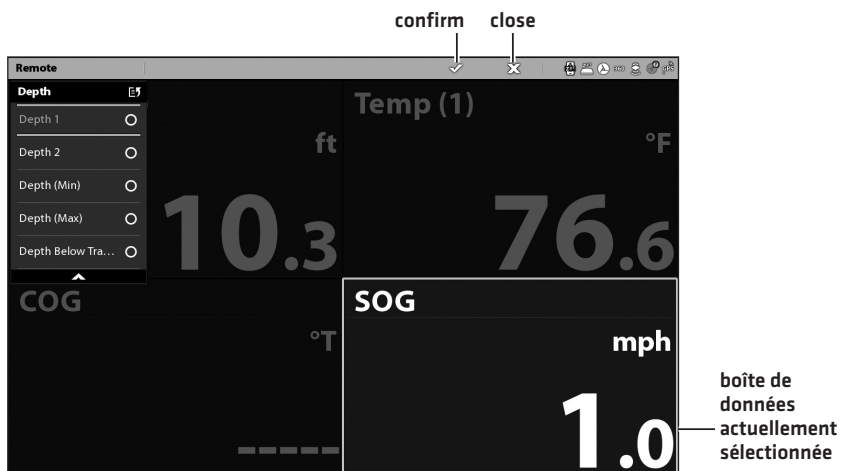 confirm close
Remote
Depth
Depth 1
Depth 2
Depth (Min)
Depth (Max)
Depth Below Tra...
ft
10.3
Temp (1)
°F
76.6
COG
°T
-----
SOG
mph
1.0
boîte de
données
actuellement
sélectionnée